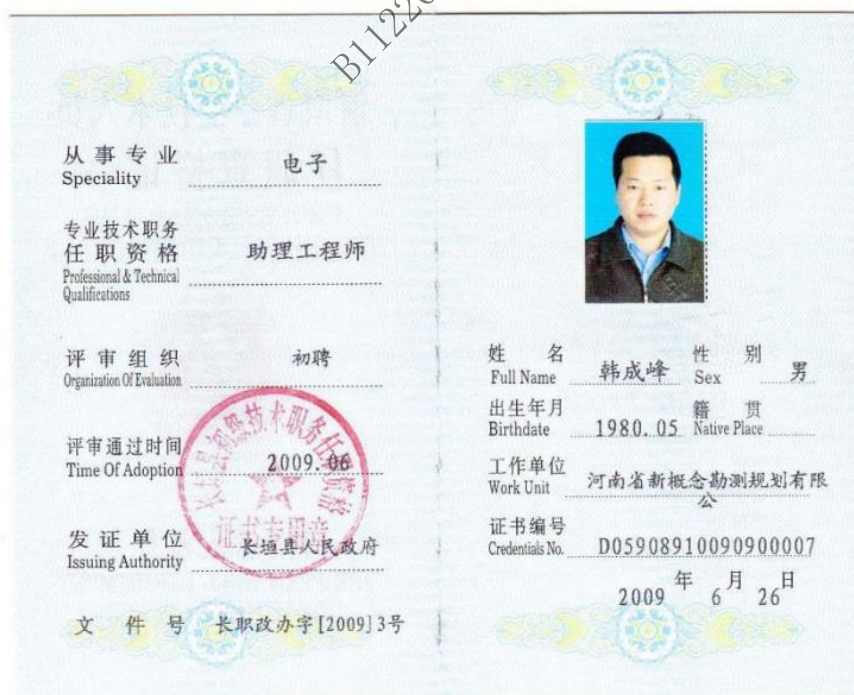 B1122
从事专业 电子
Speciality
专业技术职务
任职资格 助理工程师
Professional & Technical
Qualifications
评审组织 初聘
Organization Of Evaluation
评审通过时间
Time Of Adoption 2009.06
发证单位 长垣县人民政府
Issuing Authority
文件号 长职改办字[2009]3号
证书专用章
姓名 韩成峰 性别 男
Full Name Sex
出生年月 1980.05 籍贯
Birthdate Native Place
工作单位 河南省新概念勘测规划有限
Work Unit 公
证书编号
Credentials No. D05908910090900007
2009年6月26日